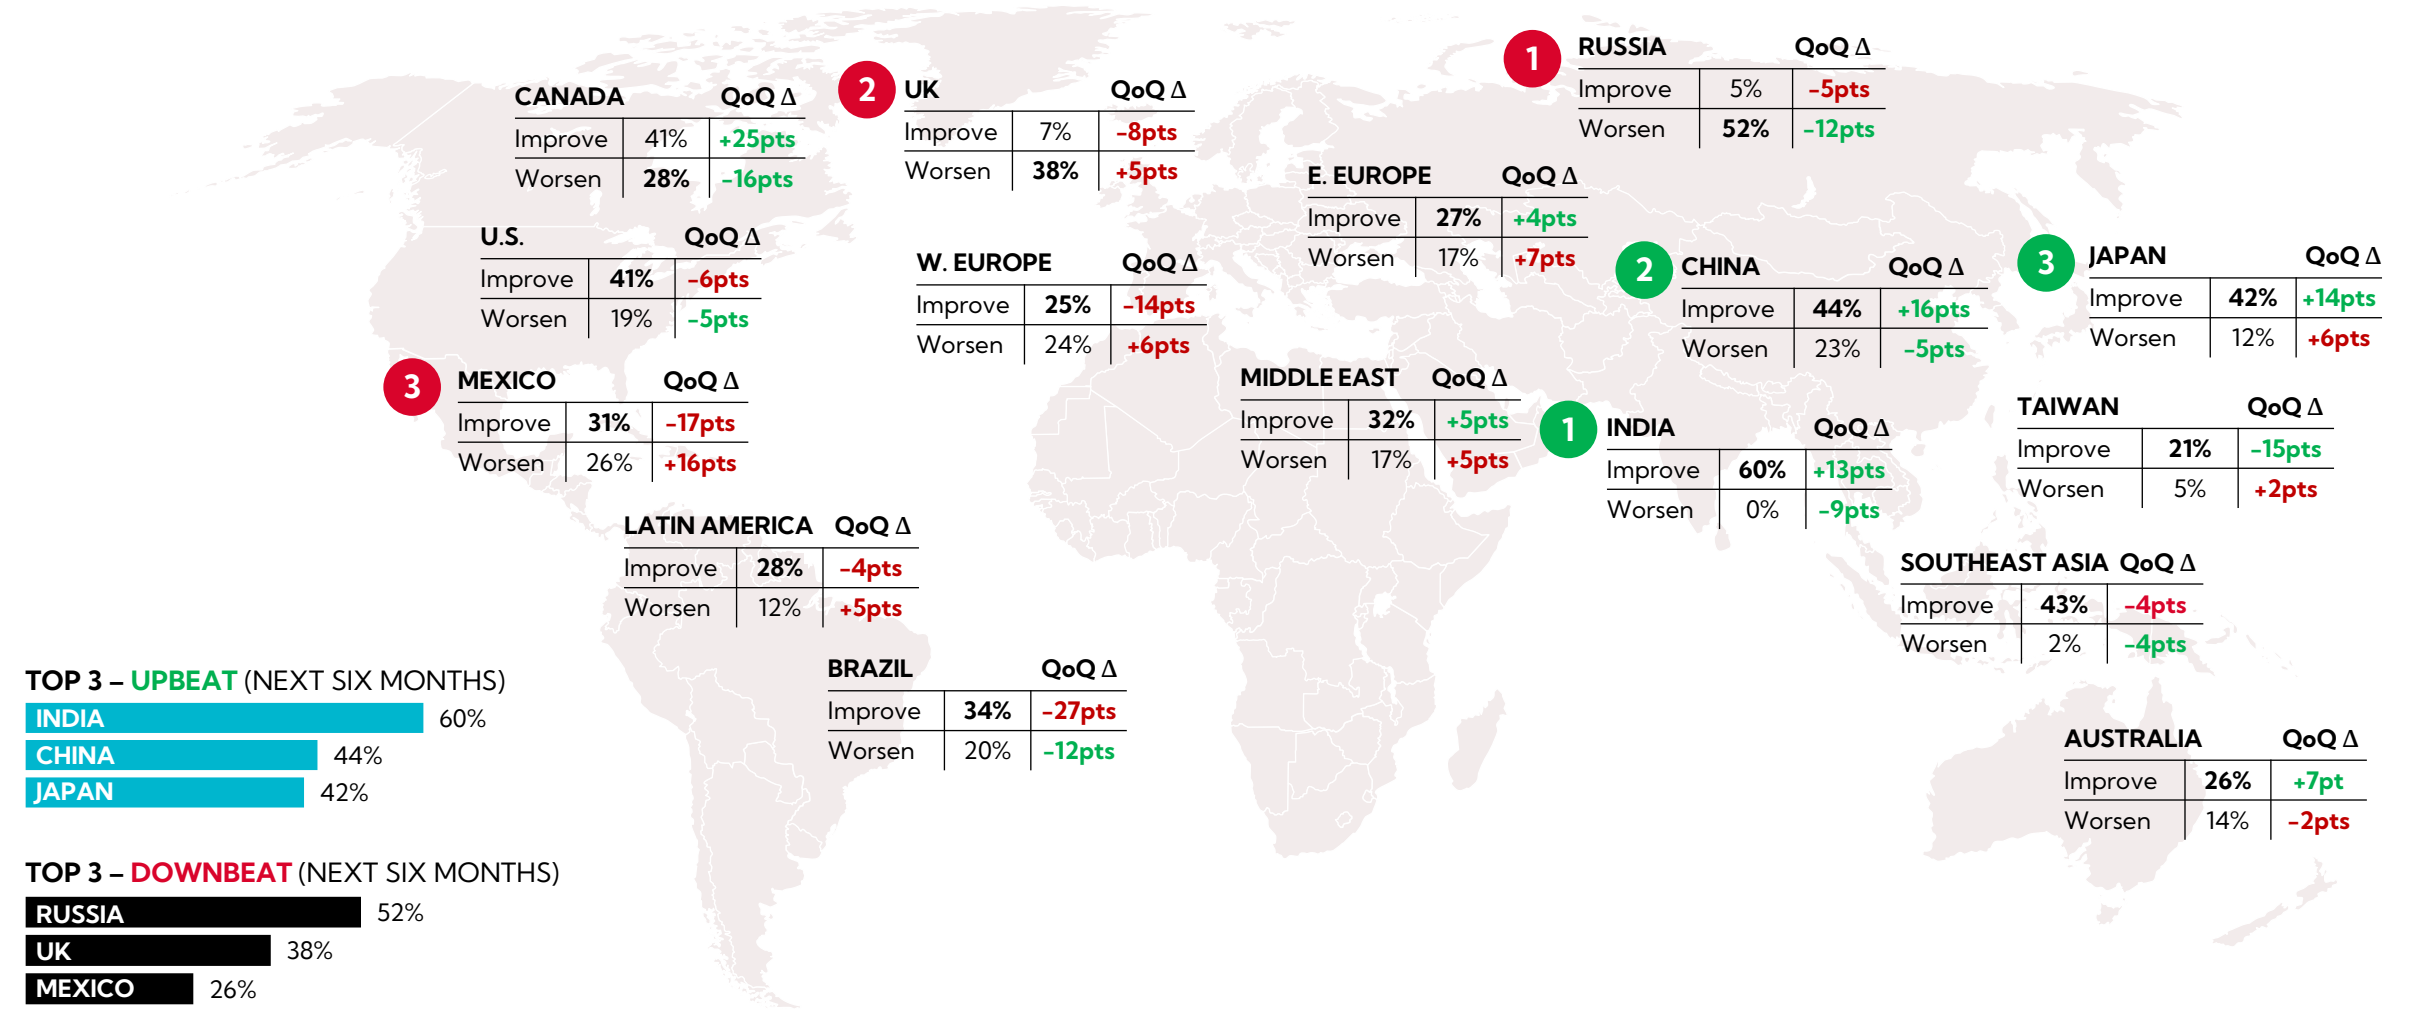 CANADA QoQ Δ
Improve 41% +25pts
Worsen 28% -16pts
2
UK QoQ Δ
Improve 7% -8pts
Worsen 38% +5pts
1
RUSSIA QoQ Δ
Improve 5% -5pts
Worsen 52% -12pts
E. EUROPE QoQ Δ
Improve 27% +4pts
Worsen 17% +7pts
U.S. QoQ Δ
Improve 41% -6pts
Worsen 19% -5pts
W. EUROPE QoQ Δ
Improve 25% -14pts
Worsen 24% +6pts
2
CHINA QoQ Δ
Improve 44% +16pts
Worsen 23% -5pts
3
JAPAN QoQ Δ
Improve 42% +14pts
Worsen 12% +6pts
3
MEXICO QoQ Δ
Improve 31% -17pts
Worsen 26% +16pts
MIDDLE EAST QoQ Δ
Improve 32% +5pts
Worsen 17% +5pts
1
INDIA QoQ Δ
Improve 60% +13pts
Worsen 0% -9pts
TAIWAN QoQ Δ
Improve 21% -15pts
Worsen 5% +2pts
LATIN AMERICA QoQ Δ
Improve 28% -4pts
Worsen 12% +5pts
SOUTHEAST ASIA QoQ Δ
Improve 43% -4pts
Worsen 2% -4pts
BRAZIL QoQ Δ
Improve 34% -27pts
Worsen 20% -12pts
AUSTRALIA QoQ Δ
Improve 26% +7pt
Worsen 14% -2pts
TOP 3 – UPBEAT (NEXT SIX MONTHS)
INDIA 60%
CHINA 44%
JAPAN 42%
TOP 3 – DOWNBEAT (NEXT SIX MONTHS)
RUSSIA 52%
UK 38%
MEXICO 26%